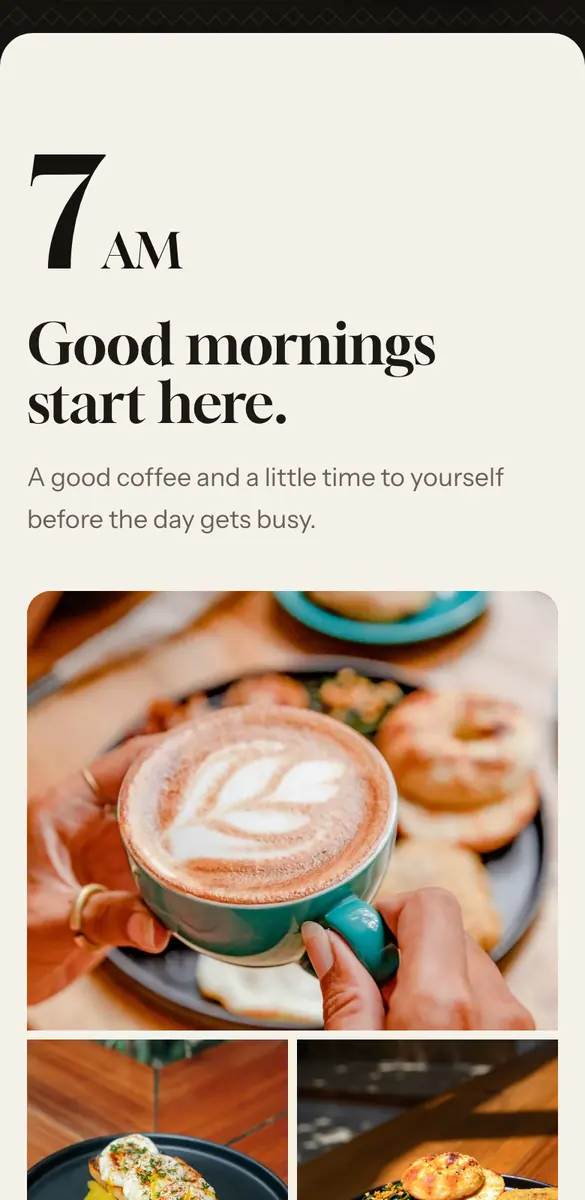 7 AM
Good mornings
start here.
A good coffee and a little time to yourself
before the day gets busy.